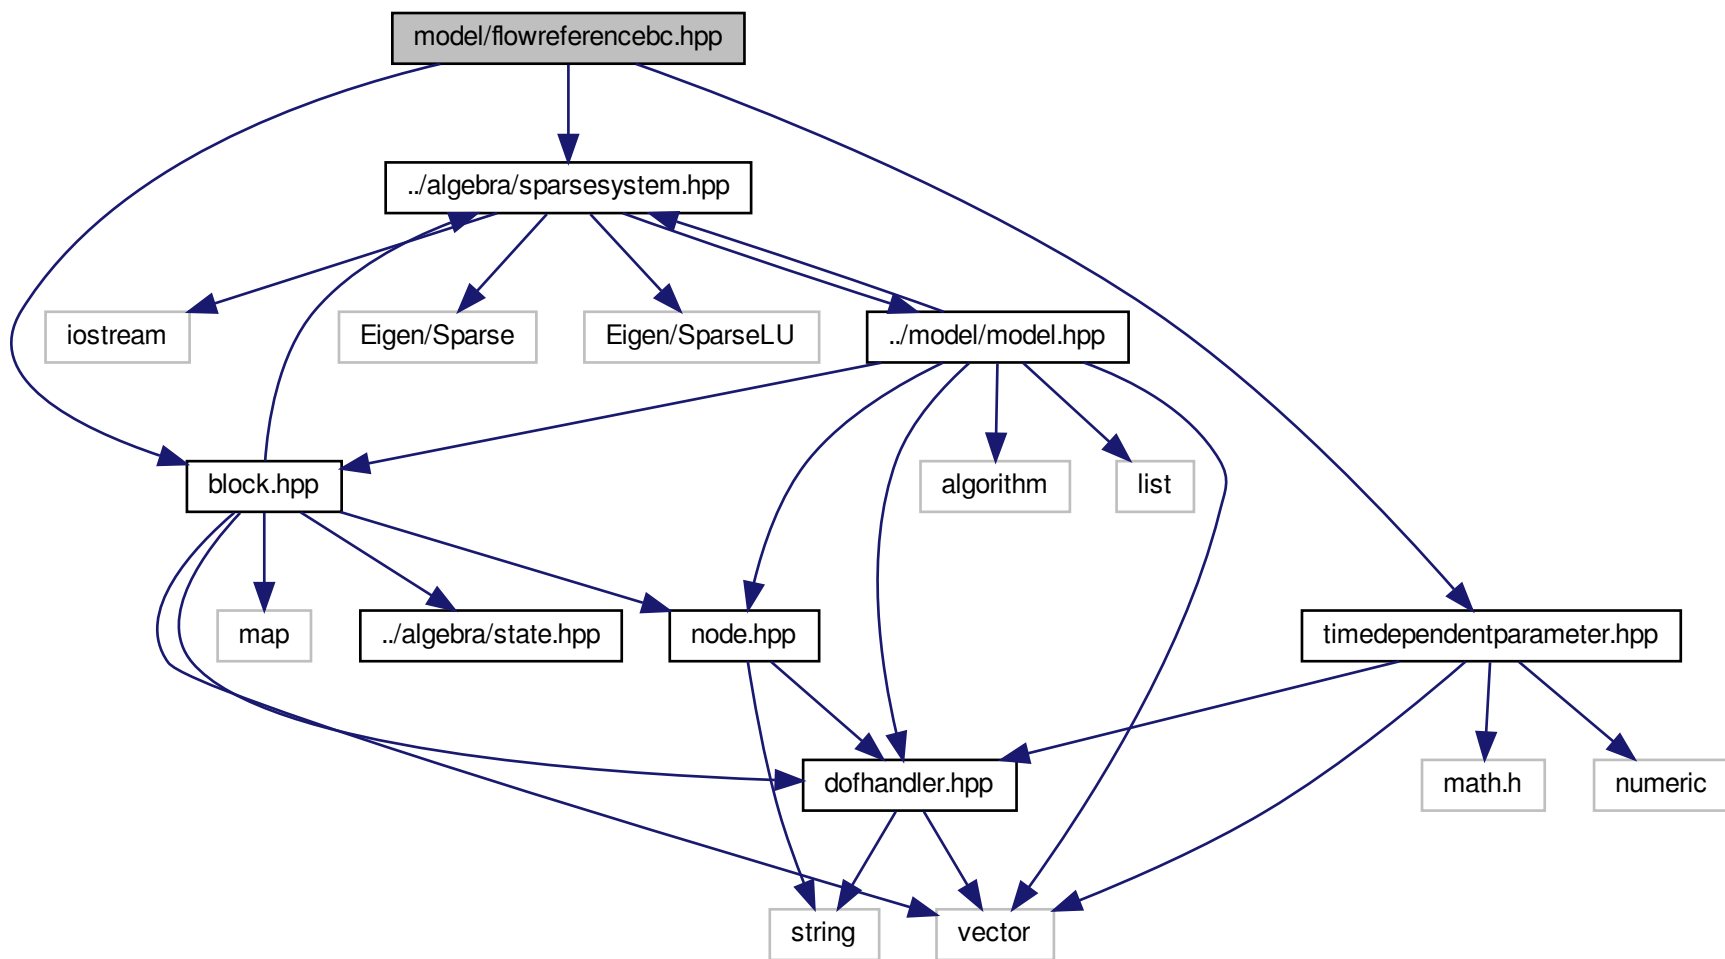 model/flowreferencebc.hpp
../algebra/sparsesystem.hpp
iostream
Eigen/Sparse
Eigen/SparseLU
../model/model.hpp
block.hpp
algorithm
list
map
../algebra/state.hpp
node.hpp
timedependentparameter.hpp
dofhandler.hpp
math.h
numeric
string
vector